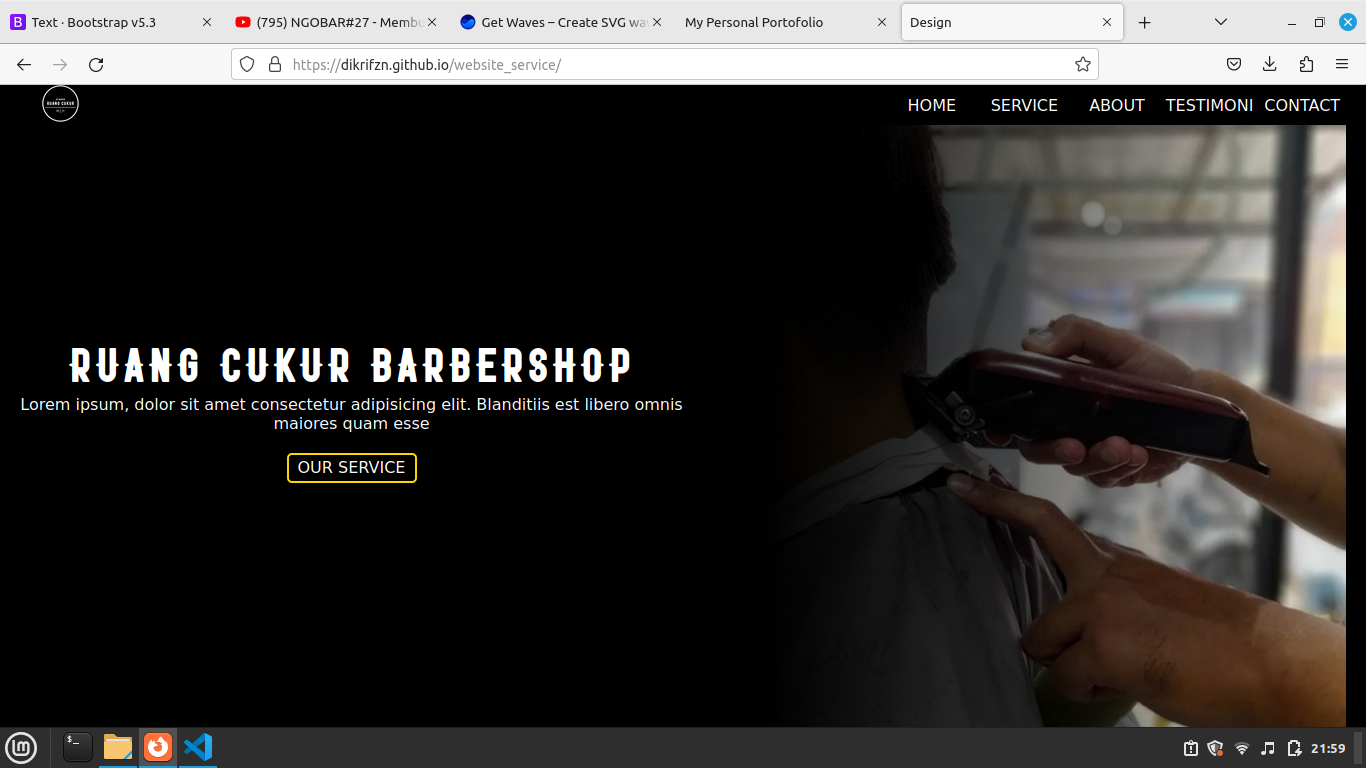 Text · Bootstrap v5.3
(795) NGOBAR#27 - Membu
Get Waves – Create SVG wa
My Personal Portofolio
Design
https://dikrifzn.github.io/website_service/
RUANG CUKUR
HOME SERVICE ABOUT TESTIMONI CONTACT
RUANG CUKUR BARBERSHOP
Lorem ipsum, dolor sit amet consectetur adipisicing elit. Blanditiis est libero omnis
maiores quam esse
OUR SERVICE
21:59